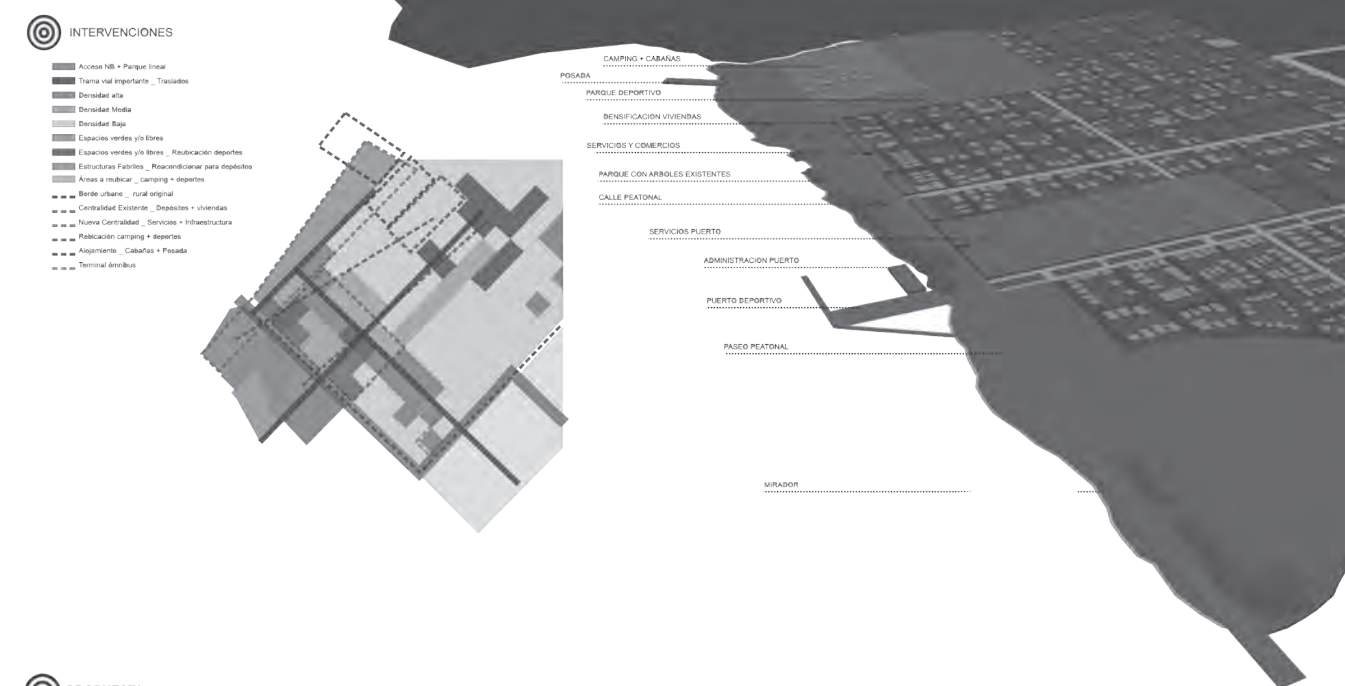 INTERVENCIONES
Acceso NB + Parque lineal
Trama vial importante _ Traslados
Densidad alta
Densidad Media
Densidad Baja
Espacios verdes y/o libres
Espacios verdes y/o libres _ Reubicación deportes
Estructuras Fabriles _ Reacondicionar para depósitos
Áreas a reubicar _ camping + deportes
Borde urbano _ rural original
Centralidad Existente _ Depósitos + viviendas
Nueva Centralidad _ Servicios + Infraestructura
Rebicación camping + deportes
Alojamiento _ Cabañas + Posada
Terminal ómnibus
CAMPING + CABAÑAS
POSADA
PARQUE DEPORTIVO
DENSIFICACION VIVIENDAS
SERVICIOS Y COMERCIOS
PARQUE CON ARBOLES EXISTENTES
CALLE PEATONAL
SERVICIOS PUERTO
ADMINISTRACION PUERTO
PUERTO DEPORTIVO
PASEO PEATONAL
MIRADOR